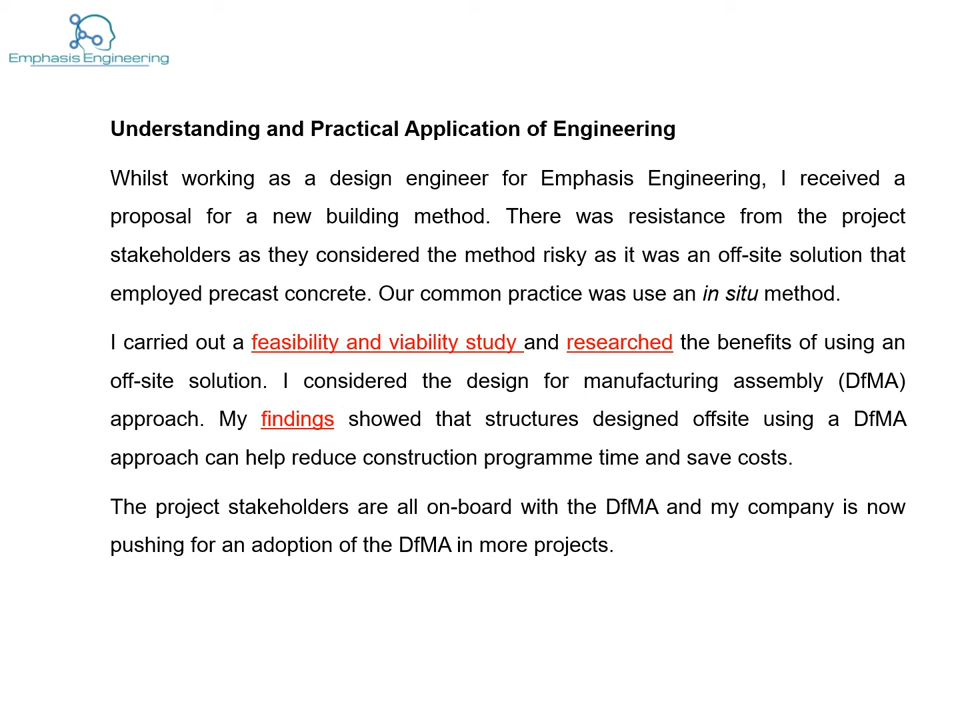 Emphasis Engineering
Understanding and Practical Application of Engineering
Whilst working as a design engineer for Emphasis Engineering, I received a
proposal for a new building method. There was resistance from the project
stakeholders as they considered the method risky as it was an off-site solution that
employed precast concrete. Our common practice was use an in situ method.
I carried out a feasibility and viability study and researched the benefits of using an
off-site solution. I considered the design for manufacturing assembly (DfMA)
approach. My findings showed that structures designed offsite using a DfMA
approach can help reduce construction programme time and save costs.
The project stakeholders are all on-board with the DfMA and my company is now
pushing for an adoption of the DfMA in more projects.